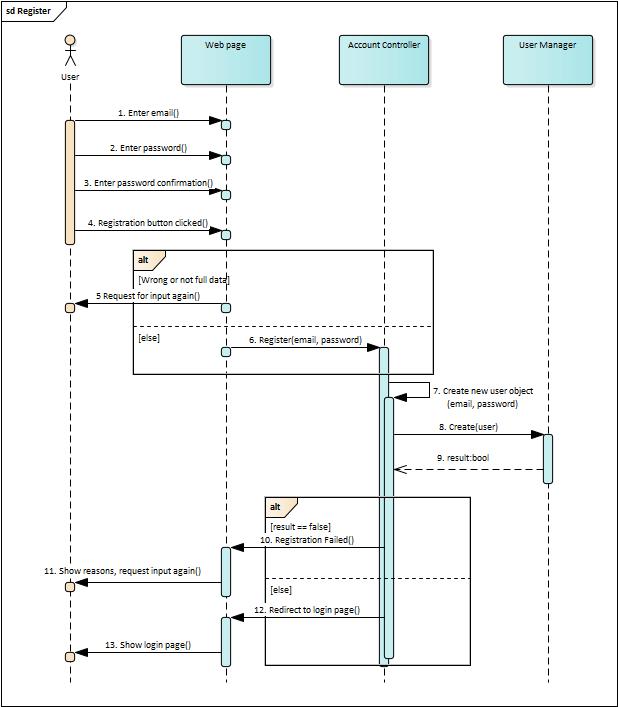 sd Register
Web page
Account Controller
User Manager
User
1. Enter email()
2. Enter password()
3. Enter password confirmation()
4. Registration button clicked()
alt
[Wrong or not full data]
5 Request for input again()
[else]
6. Register(email, password)
7. Create new user object
(email, password)
8. Create(user)
9. result:bool
alt
[result == false]
10. Registration Failed()
11. Show reasons, request input again()
[else]
12. Redirect to login page()
13. Show login page()